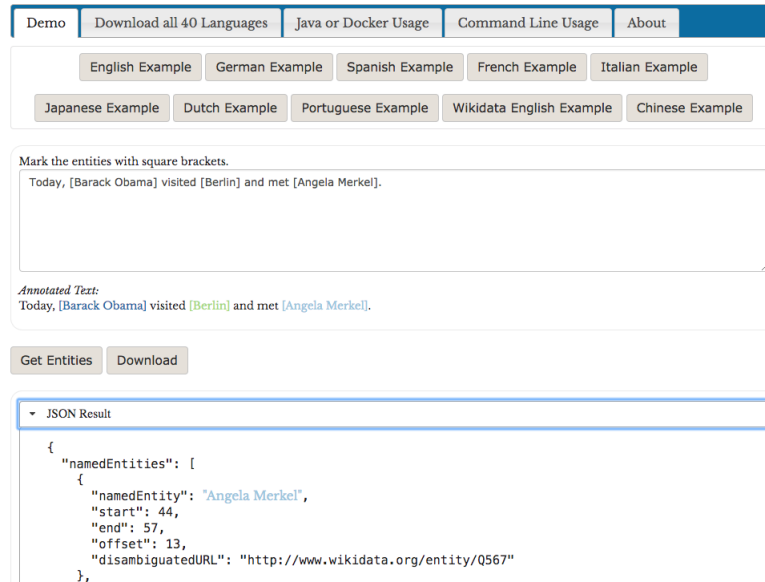 Demo Download all 40 Languages Java or Docker Usage Command Line Usage About
English Example German Example Spanish Example French Example Italian Example
Japanese Example Dutch Example Portuguese Example Wikidata English Example Chinese Example
Mark the entities with square brackets.
Today, [Barack Obama] visited [Berlin] and met [Angela Merkel].
Annotated Text:
Today, [Barack Obama] visited [Berlin] and met [Angela Merkel].
Get Entities Download
JSON Result
{
"namedEntities": [
{
"namedEntity": "Angela Merkel",
"start": 44,
"end": 57,
"offset": 13,
"disambiguatedURL": "http://www.wikidata.org/entity/Q567"
},